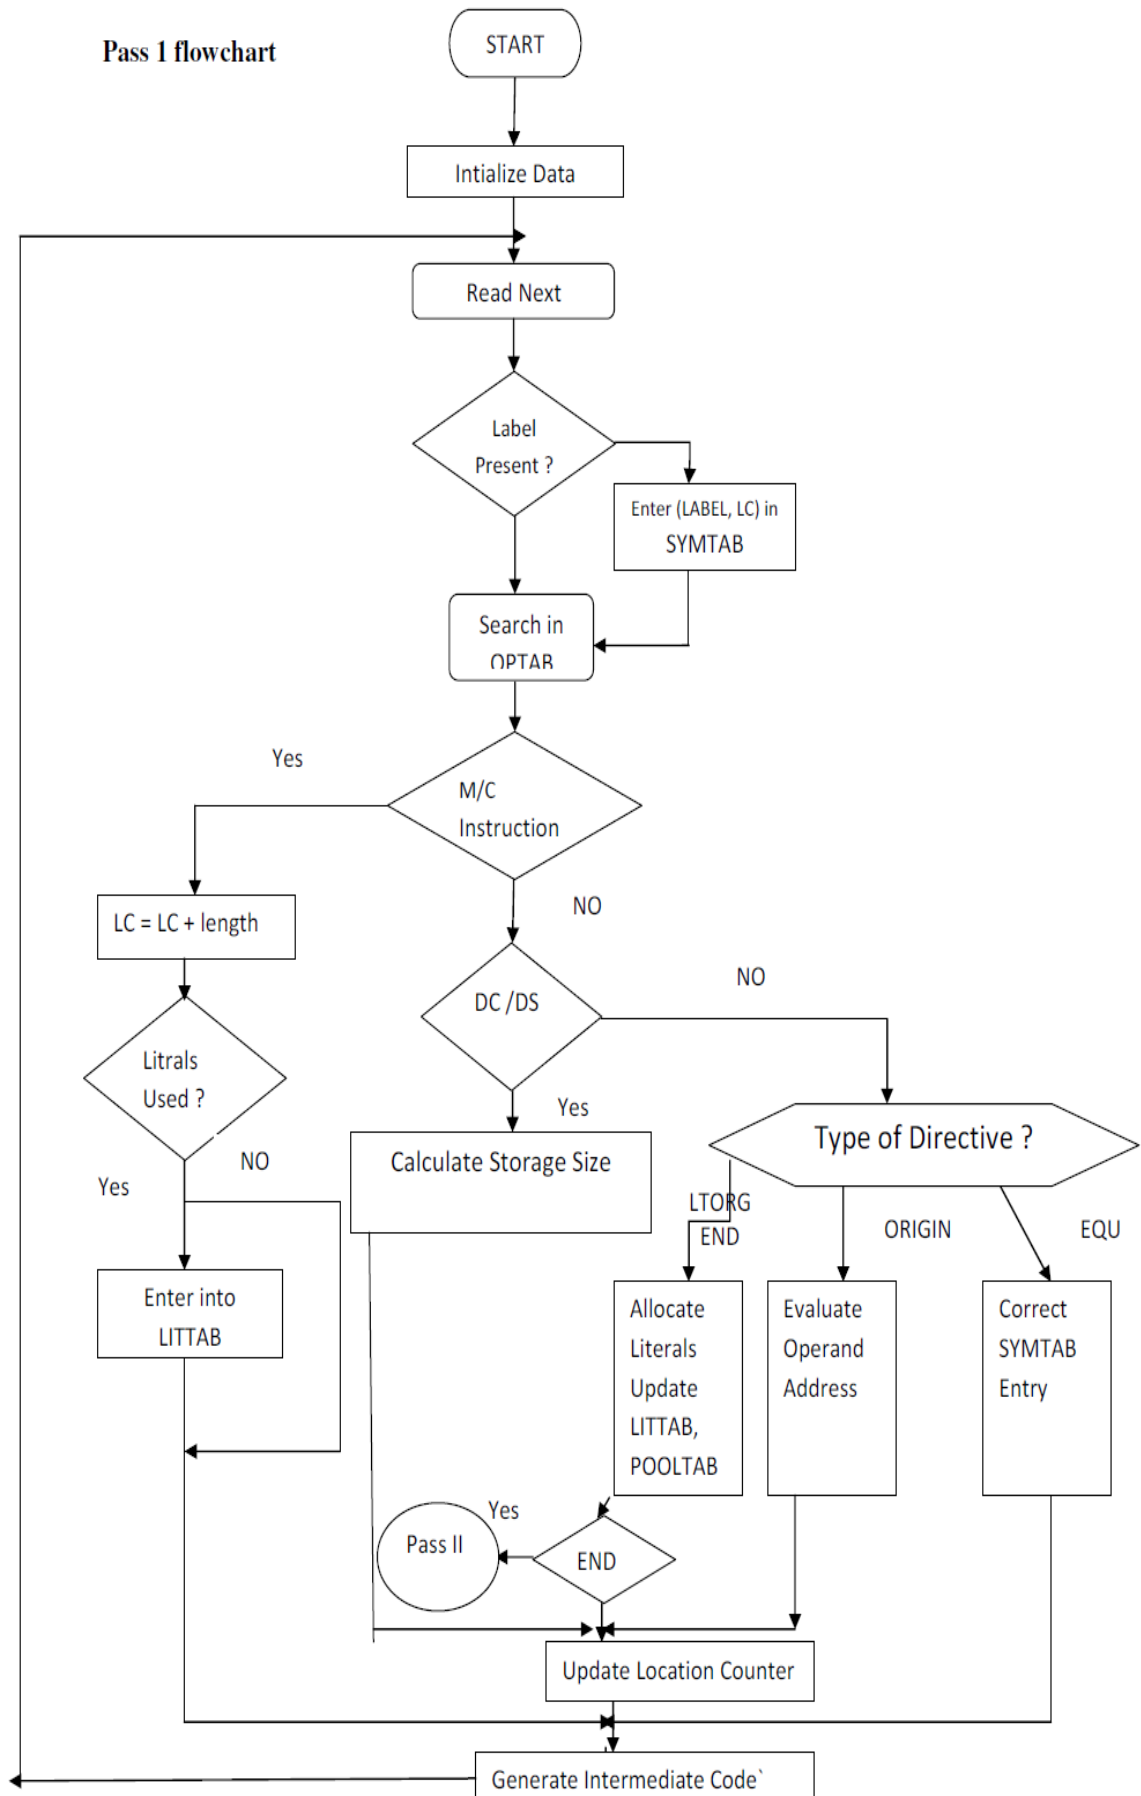 Pass 1 flowchart
START
Intialize Data
Read Next
Label
Present ?
Enter (LABEL, LC) in
SYMTAB
Search in
OPTAB
Yes
M/C
Instruction
NO
LC = LC + length
DC /DS
NO
Litrals
Used ?
Yes
Type of Directive ?
Calculate Storage Size
NO
Yes
LTORG
END
ORIGIN
EQU
Enter into
LITTAB
Allocate
Literals
Update
LITTAB,
POOLTAB
Evaluate
Operand
Address
Correct
SYMTAB
Entry
Yes
Pass II
END
Update Location Counter
Generate Intermediate Code`